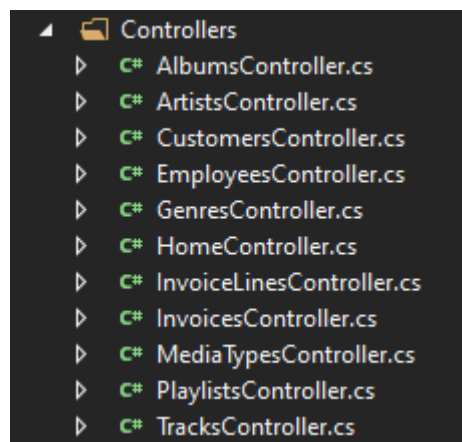 Controllers
C# AlbumsController.cs
C# ArtistsController.cs
C# CustomersController.cs
C# EmployeesController.cs
C# GenresController.cs
C# HomeController.cs
C# InvoiceLinesController.cs
C# InvoicesController.cs
C# MediaTypesController.cs
C# PlaylistsController.cs
C# TracksController.cs